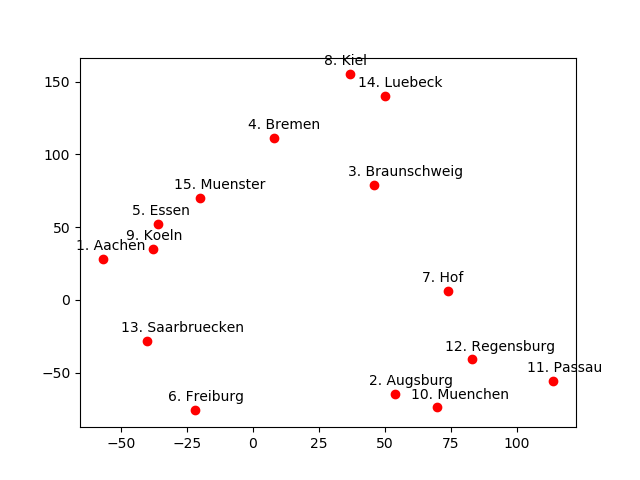 8. Kiel
14. Luebeck
4. Bremen
3. Braunschweig
15. Muenster
5. Essen
9. Koeln
1. Aachen
7. Hof
13. Saarbruecken
12. Regensburg
11. Passau
2. Augsburg
10. Muenchen
6. Freiburg
150
100
50
0
−50
−50
−25
0
25
50
75
100